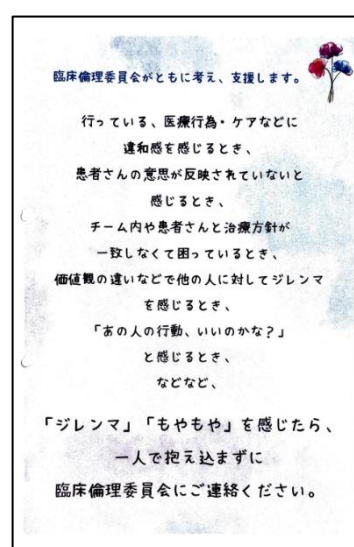 臨床倫理委員会がともに考え、支援します。
行っている、医療行為・ケアなどに
違和感を感じるとき、
患者さんの意思が反映されていないと
感じるとき、
チーム内や患者さんと治療方針が
一致しなくて困っているとき、
価値観の違いなどで他の人に対してジレンマ
を感じるとき、
「あの人の行動、いいのかな？」
と感じるとき、
などなど、
「ジレンマ」「もやもや」を感じたら、
一人で抱え込まずに
臨床倫理委員会にご連絡ください。